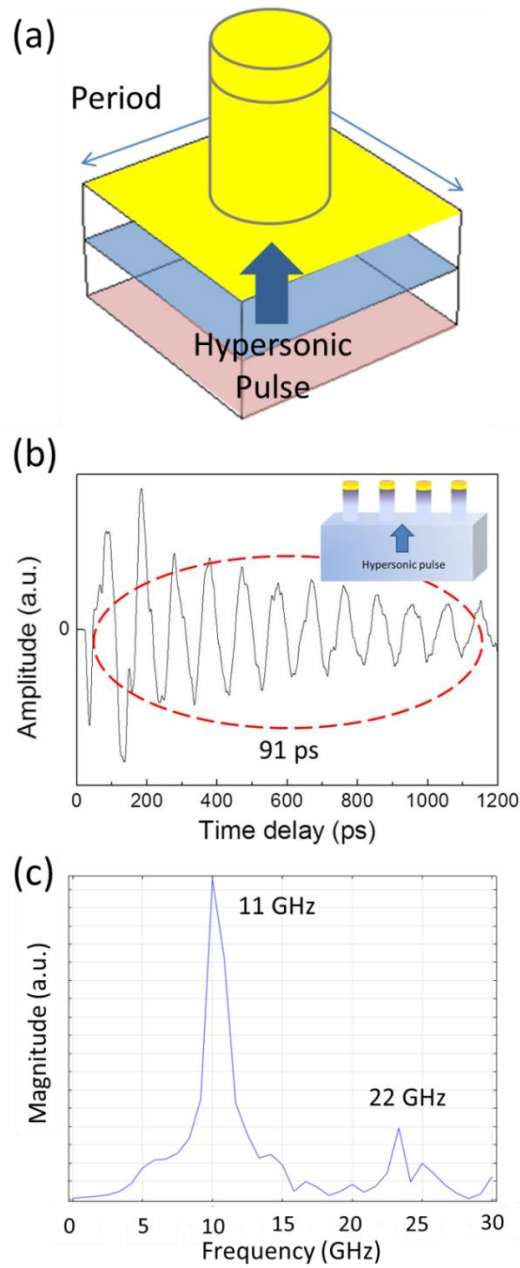 (a)
Period
Hypersonic
Pulse
(b)
Amplitude (a.u.)
0
Hypersonic pulse
91 ps
0 200 400 600 800 1000 1200
Time delay (ps)
(c)
Magnitude (a.u.)
11 GHz
22 GHz
0 5 10 15 20 25 30
Frequency (GHz)